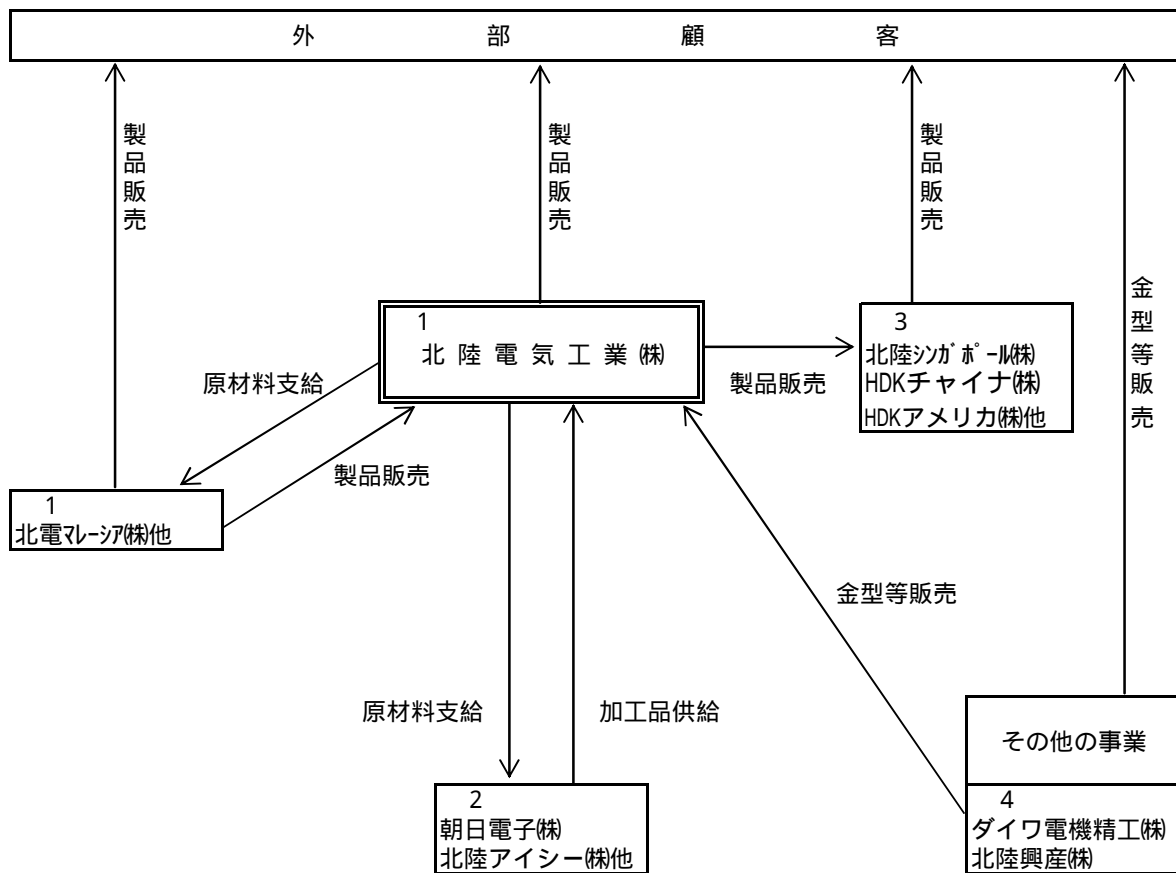 外部顧客
製品販売
製品販売
製品販売
金型等販売
1
北陸電気工業㈱
3
北陸ｼﾝｶﾞﾎﾟｰﾙ㈱
HDKチャイナ㈱
HDKアメリカ㈱他
原材料支給
製品販売
製品販売
1
北電ﾏﾚｰｼｱ㈱他
金型等販売
原材料支給
加工品供給
その他の事業
2
朝日電子㈱
北陸アイシー㈱他
4
ダイワ電機精工㈱
北陸興産㈱